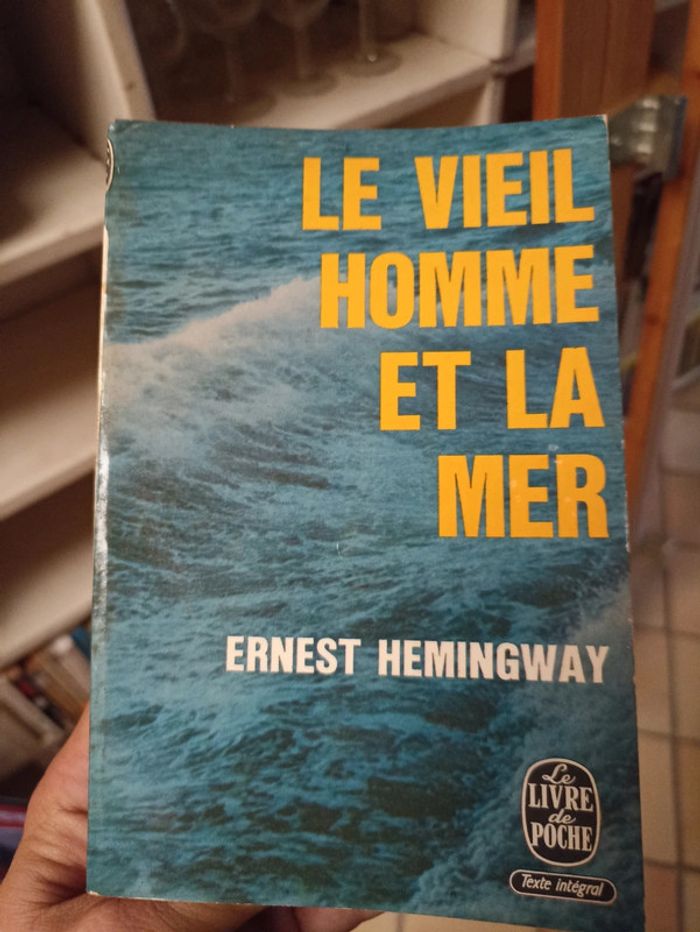 LE VIEIL
HOMME
ET LA
MER
ERNEST HEMINGWAY
Le
LIVRE
de
POCHE
Texte intégral